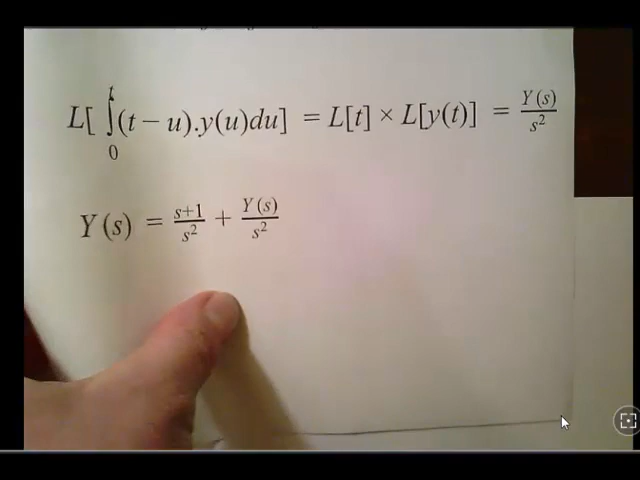 L[ ∫₀ᵗ (t − u).y(u)du] = L[t] × L[y(t)] = Y(s)/s²
Y(s) = s+1/s² + Y(s)/s²